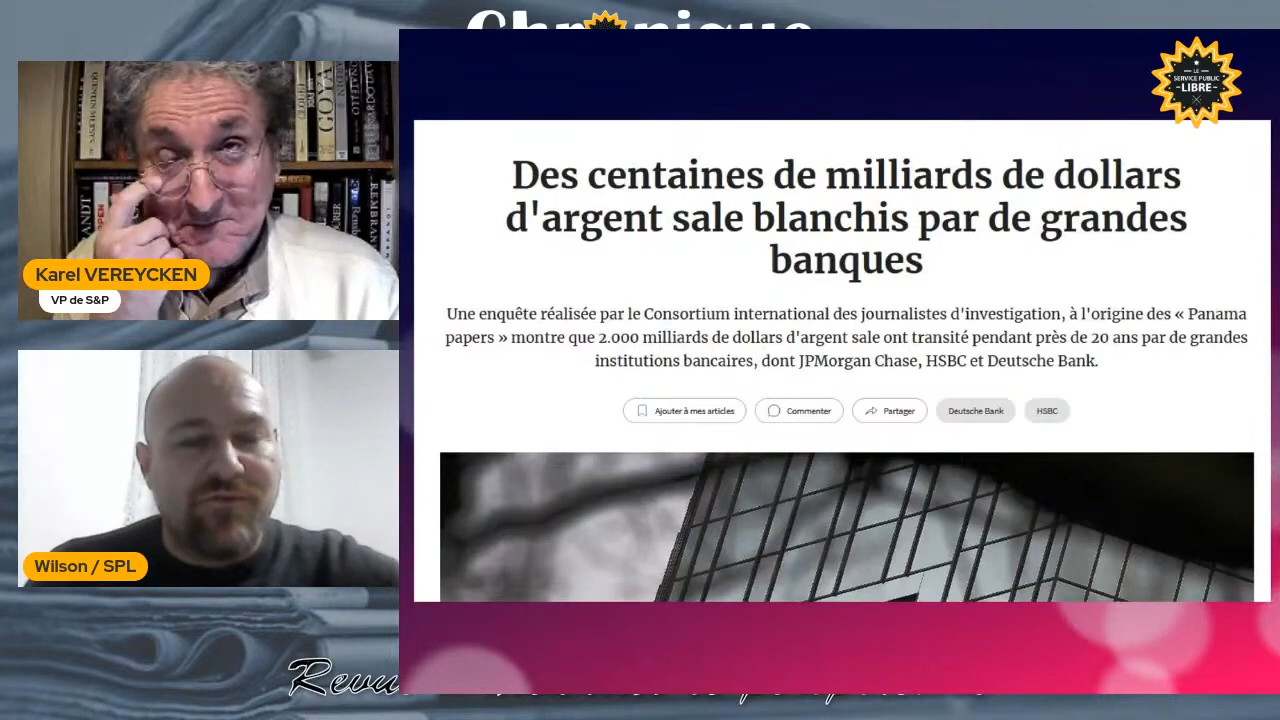 Chronique
LE
SERVICE PUBLIC
LIBRE
Des centaines de milliards de dollars
d'argent sale blanchis par de grandes
banques
Une enquête réalisée par le Consortium international des journalistes d'investigation, à l'origine des « Panama
papers » montre que 2.000 milliards de dollars d'argent sale ont transité pendant près de 20 ans par de grandes
institutions bancaires, dont JPMorgan Chase, HSBC et Deutsche Bank.
Ajouter à mes articles
Commenter
Partager
Deutsche Bank
HSBC
GOYA
Karel VEREYCKEN
VP de S&P
Wilson / SPL
Revu